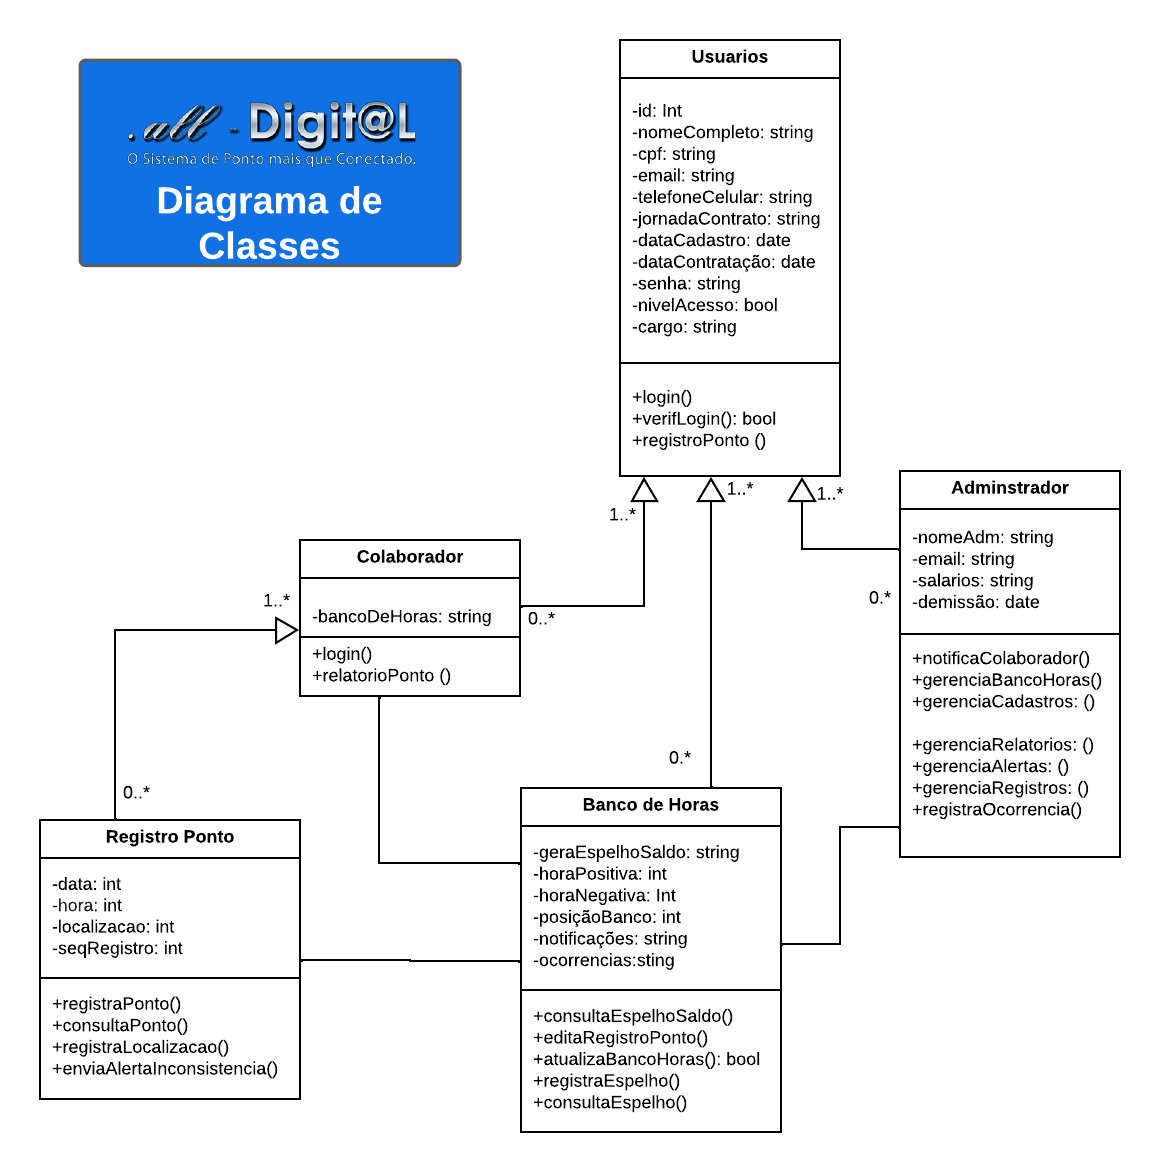 .all - Digit@L
O Sistema de Ponto mais que Conectado.
Diagrama de
Classes
Usuarios
-id: Int
-nomeCompleto: string
-cpf: string
-email: string
-telefoneCelular: string
-jornadaContrato: string
-dataCadastro: date
-dataContratação: date
-senha: string
-nivelAcesso: bool
-cargo: string
+login()
+verifLogin(): bool
+registroPonto ()
1..*
1..*
1..*
Adminstrador
-nomeAdm: string
-email: string
-salarios: string
-demissão: date
+notificaColaborador()
+gerenciaBancoHoras()
+gerenciaCadastros: ()
+gerenciaRelatorios: ()
+gerenciaAlertas: ()
+gerenciaRegistros: ()
+registraOcorrencia()
0.*
Colaborador
-bancoDeHoras: string
+login()
+relatorioPonto ()
1..*
0..*
0.*
0..*
Registro Ponto
-data: int
-hora: int
-localizacao: int
-seqRegistro: int
+registraPonto()
+consultaPonto()
+registraLocalizacao()
+enviaAlertaInconsistencia()
Banco de Horas
-geraEspelhoSaldo: string
-horaPositiva: int
-horaNegativa: Int
-posiçãoBanco: int
-notificações: string
-ocorrencias:sting
+consultaEspelhoSaldo()
+editaRegistroPonto()
+atualizaBancoHoras(): bool
+registraEspelho()
+consultaEspelho()